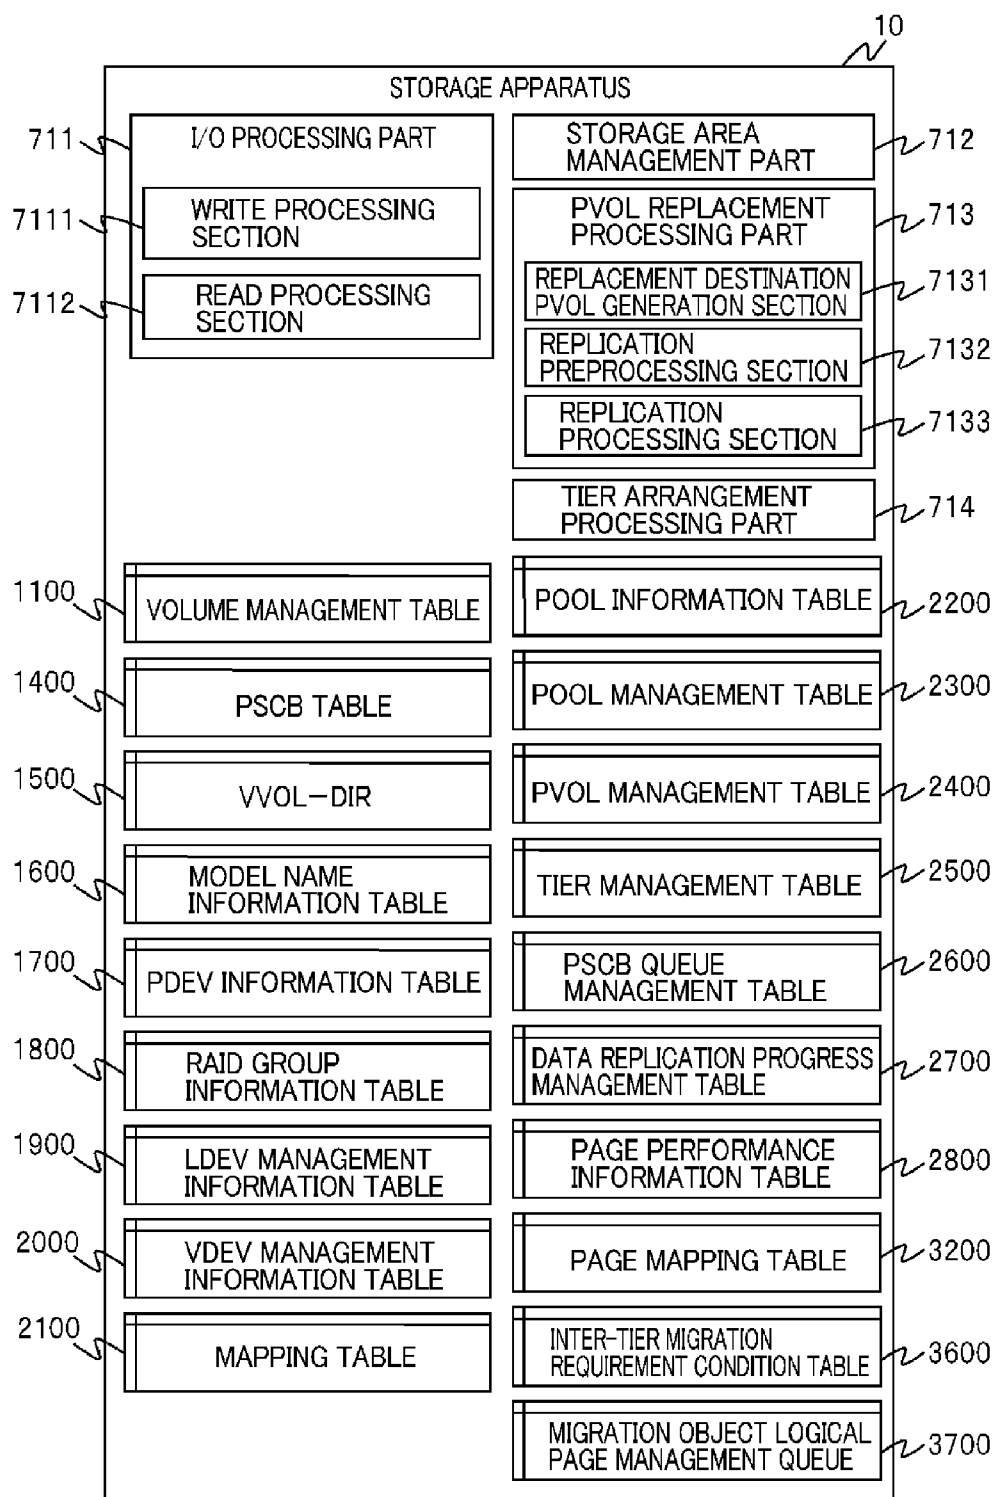 10
STORAGE APPARATUS
711
I/O PROCESSING PART
7111
WRITE PROCESSING
SECTION
7112
READ PROCESSING
SECTION
STORAGE AREA
MANAGEMENT PART
712
PVOL REPLACEMENT
PROCESSING PART
713
REPLACEMENT DESTINATION
PVOL GENERATION SECTION
7131
REPLICATION
PREPROCESSING SECTION
7132
REPLICATION
PROCESSING SECTION
7133
TIER ARRANGEMENT
PROCESSING PART
714
1100
VOLUME MANAGEMENT TABLE
1400
PSCB TABLE
1500
VVOL-DIR
1600
MODEL NAME
INFORMATION TABLE
1700
PDEV INFORMATION TABLE
1800
RAID GROUP
INFORMATION TABLE
1900
LDEV MANAGEMENT
INFORMATION TABLE
2000
VDEV MANAGEMENT
INFORMATION TABLE
2100
MAPPING TABLE
POOL INFORMATION TABLE
2200
POOL MANAGEMENT TABLE
2300
PVOL MANAGEMENT TABLE
2400
TIER MANAGEMENT TABLE
2500
PSCB QUEUE
MANAGEMENT TABLE
2600
DATA REPLICATION PROGRESS
MANAGEMENT TABLE
2700
PAGE PERFORMANCE
INFORMATION TABLE
2800
PAGE MAPPING TABLE
3200
INTER-TIER MIGRATION
REQUIREMENT CONDITION TABLE
3600
MIGRATION OBJECT LOGICAL
PAGE MANAGEMENT QUEUE
3700